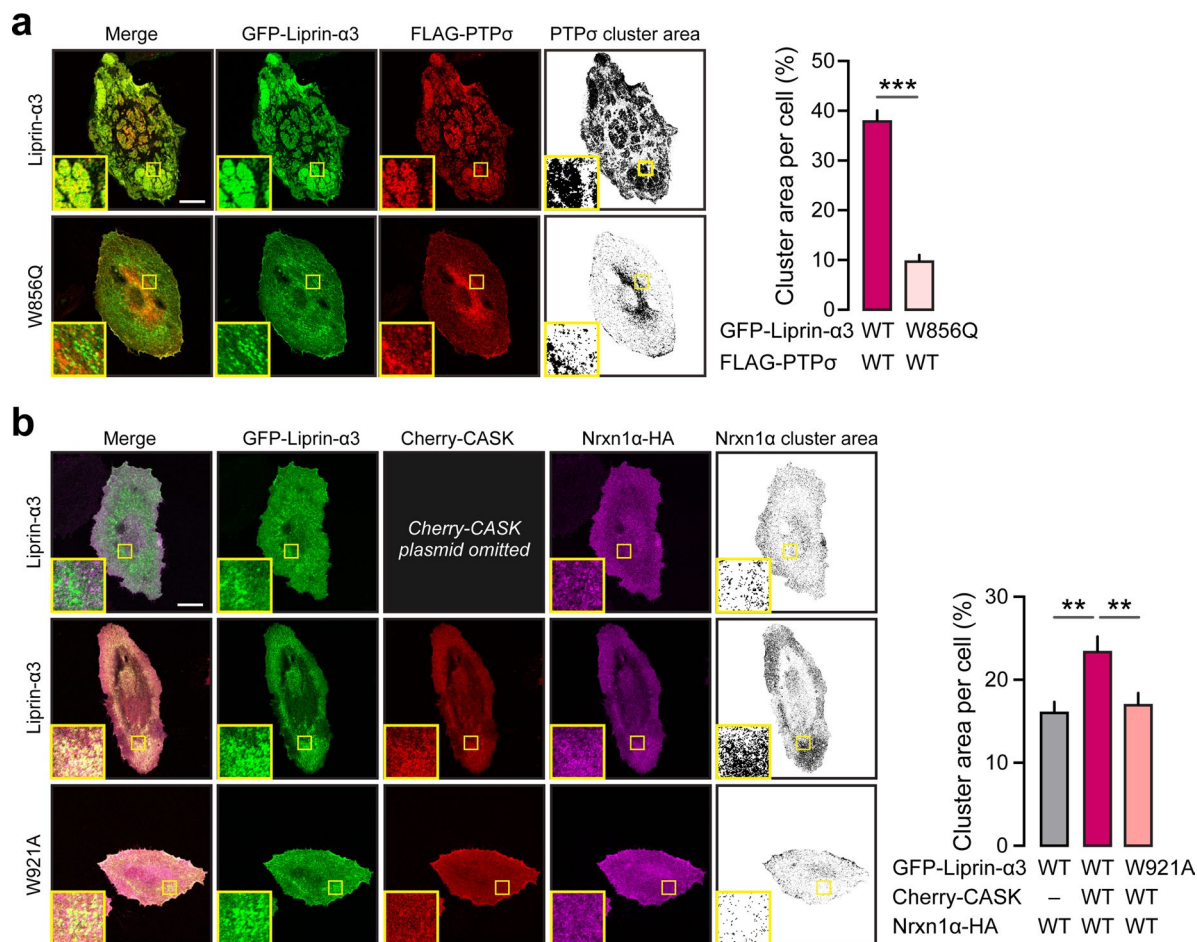 a
Merge GFP-Liprin-α3 FLAG-PTPσ PTPσ cluster area
Liprin-α3
W856Q
Cluster area per cell (%)
50
40
30
20
10
0
***
GFP-Liprin-α3 WT W856Q
FLAG-PTPσ WT WT
b
Merge GFP-Liprin-α3 Cherry-CASK Nrxn1α-HA Nrxn1α cluster area
Liprin-α3
Cherry-CASK
plasmid omitted
Liprin-α3
W921A
Cluster area per cell (%)
30
20
10
0
** **
GFP-Liprin-α3 WT WT W921A
Cherry-CASK – WT WT
Nrxn1α-HA WT WT WT